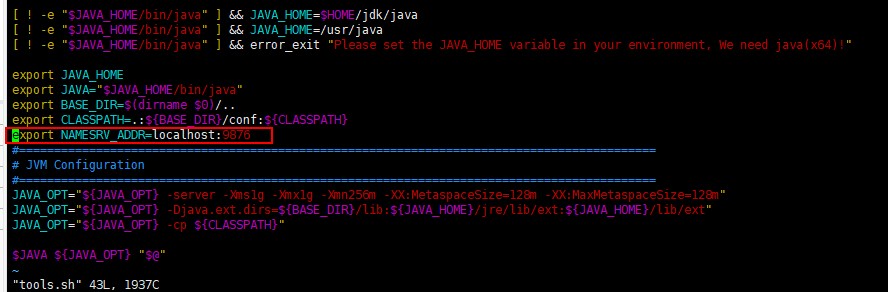 [ ! -e "$JAVA_HOME/bin/java" ] && JAVA_HOME=$HOME/jdk/java
[ ! -e "$JAVA_HOME/bin/java" ] && JAVA_HOME=/usr/java
[ ! -e "$JAVA_HOME/bin/java" ] && error_exit "Please set the JAVA_HOME variable in your environment, We need java(x64)!"

export JAVA_HOME
export JAVA="$JAVA_HOME/bin/java"
export BASE_DIR=$(dirname $0)/..
export CLASSPATH=.:${BASE_DIR}/conf:${CLASSPATH}
export NAMESRV_ADDR=localhost:9876
#===========================================================================================
# JVM Configuration
#===========================================================================================
JAVA_OPT="${JAVA_OPT} -server -Xms1g -Xmx1g -Xmn256m -XX:MetaspaceSize=128m -XX:MaxMetaspaceSize=128m"
JAVA_OPT="${JAVA_OPT} -Djava.ext.dirs=${BASE_DIR}/lib:${JAVA_HOME}/jre/lib/ext:${JAVA_HOME}/lib/ext"
JAVA_OPT="${JAVA_OPT} -cp ${CLASSPATH}"

$JAVA ${JAVA_OPT} "$@"
~
"tools.sh" 43L, 1937C